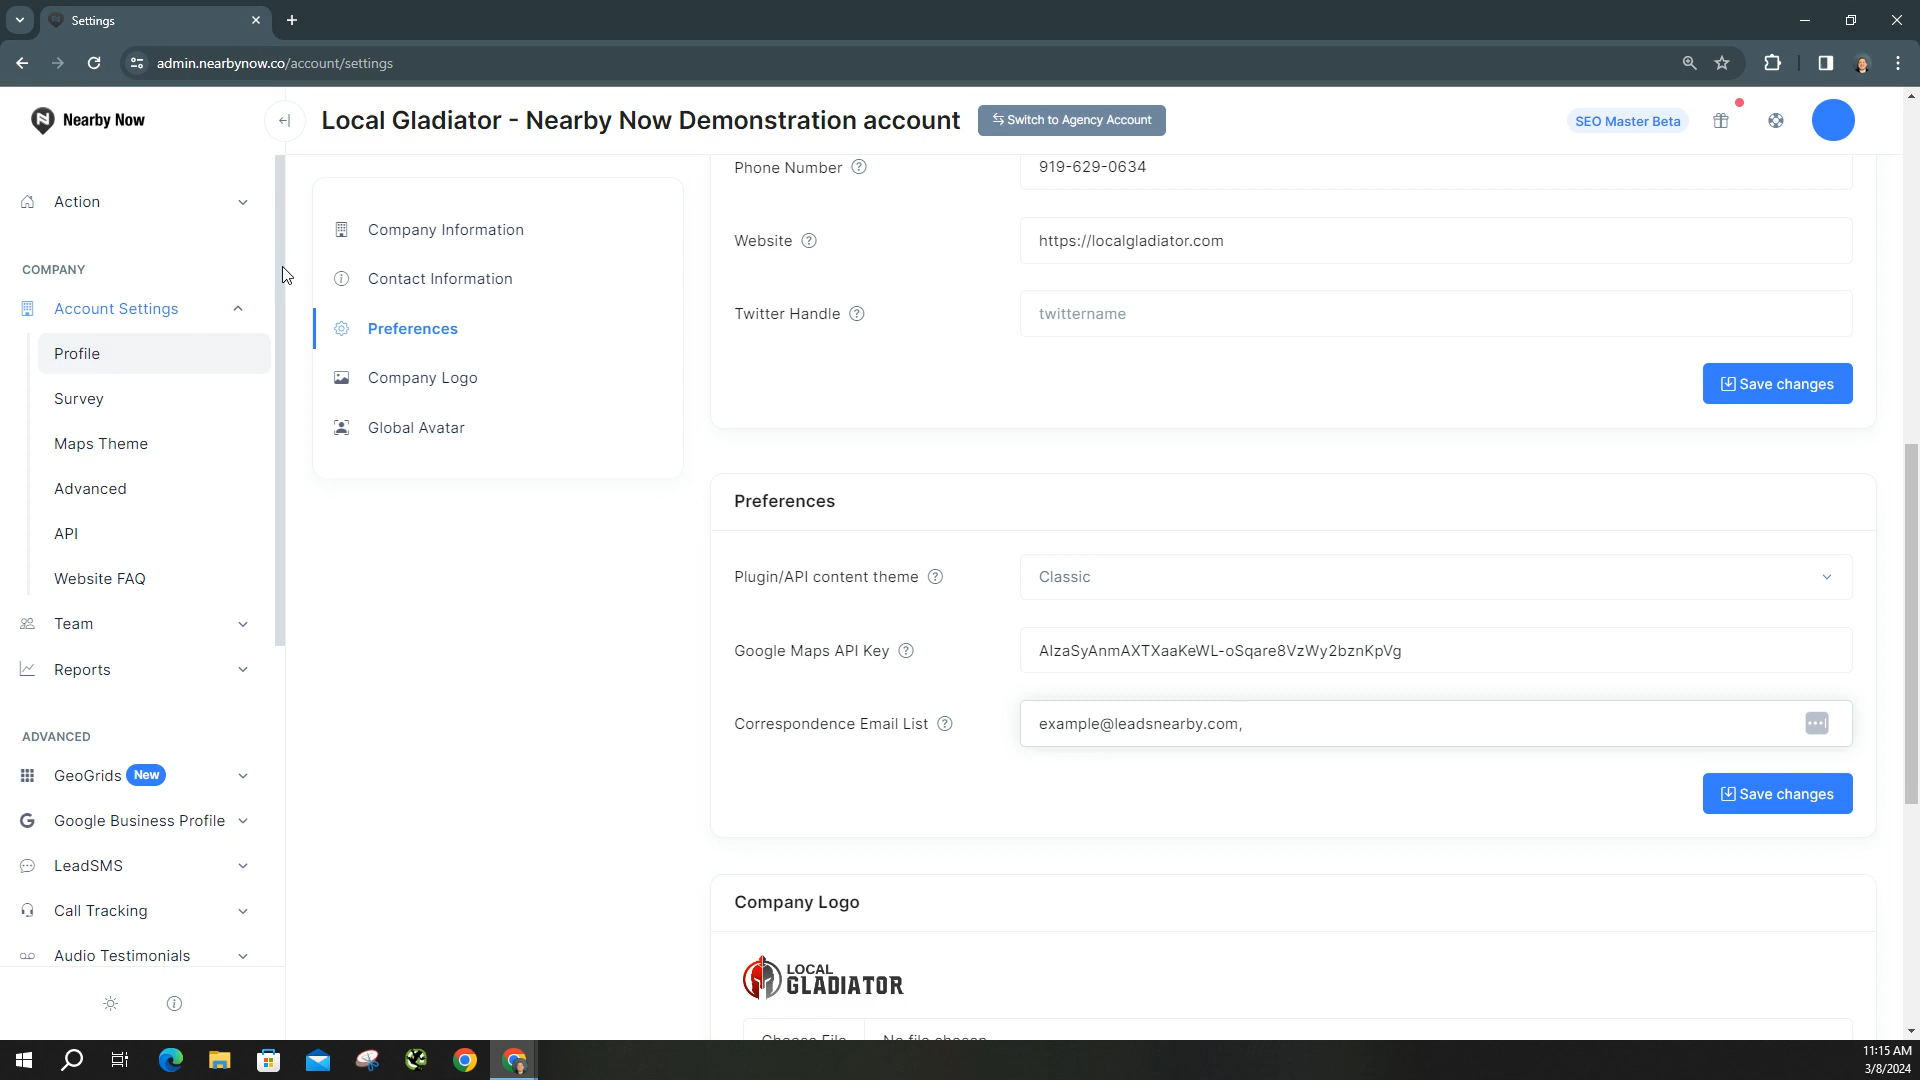 Settings
admin.nearbynow.co/account/settings
Nearby Now
Local Gladiator - Nearby Now Demonstration account
Switch to Agency Account
SEO Master Beta
Action
COMPANY
Account Settings
Profile
Survey
Maps Theme
Advanced
API
Website FAQ
Team
Reports
ADVANCED
GeoGrids New
Google Business Profile
LeadSMS
Call Tracking
Audio Testimonials
Company Information
Contact Information
Preferences
Company Logo
Global Avatar
Phone Number
919-629-0634
Website
https://localgladiator.com
Twitter Handle
twittername
Save changes
Preferences
Plugin/API content theme
Classic
Google Maps API Key
AIzaSyAnmAXTXaaKeWL-oSqare8VzWy2bznKpVg
Correspondence Email List
example@leadsnearby.com,
Save changes
Company Logo
LOCAL
GLADIATOR
Choose File
No file chosen
11:15 AM
3/8/2024